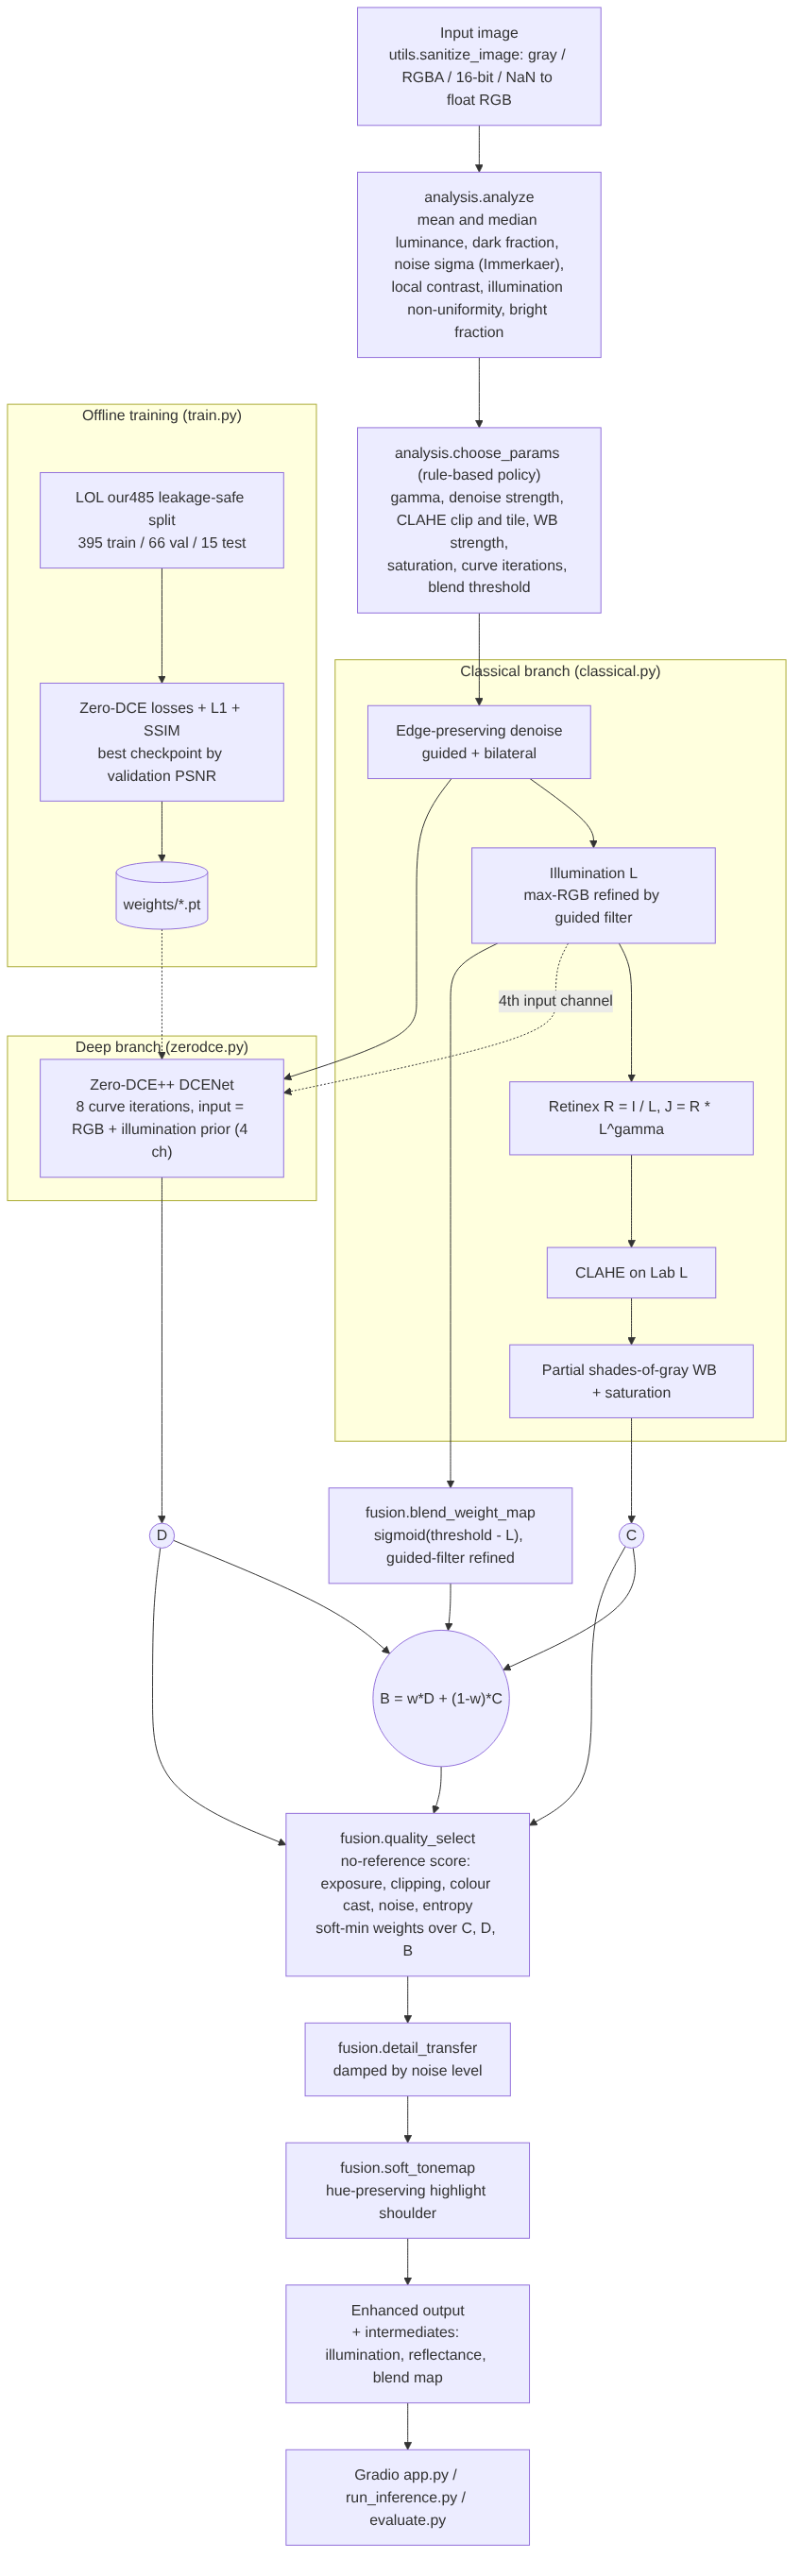 Input image
utils.sanitize_image: gray /
RGBA / 16-bit / NaN to
float RGB
analysis.analyze
mean and median
luminance, dark fraction,
noise sigma (Immerkaer),
local contrast, illumination
non-uniformity, bright
fraction
analysis.choose_params
(rule-based policy)
gamma, denoise strength,
CLAHE clip and tile, WB
strength,
saturation, curve iterations,
blend threshold
Offline training (train.py)
LOL our485 leakage-safe
split
395 train / 66 val / 15 test
Zero-DCE losses + L1 +
SSIM
best checkpoint by
validation PSNR
weights/*.pt
Classical branch (classical.py)
Edge-preserving denoise
guided + bilateral
Illumination L
max-RGB refined by
guided filter
4th input channel
Deep branch (zerodce.py)
Zero-DCE++ DCENet
8 curve iterations, input =
RGB + illumination prior (4
ch)
Retinex R = I / L, J = R *
L^gamma
CLAHE on Lab L
Partial shades-of-gray WB
+ saturation
D
fusion.blend_weight_map
sigmoid(threshold - L),
guided-filter refined
C
B = w*D + (1-w)*C
fusion.quality_select
no-reference score:
exposure, clipping, colour
cast, noise, entropy
soft-min weights over C, D,
B
fusion.detail_transfer
damped by noise level
fusion.soft_tonemap
hue-preserving highlight
shoulder
Enhanced output
+ intermediates:
illumination, reflectance,
blend map
Gradio app.py /
run_inference.py /
evaluate.py